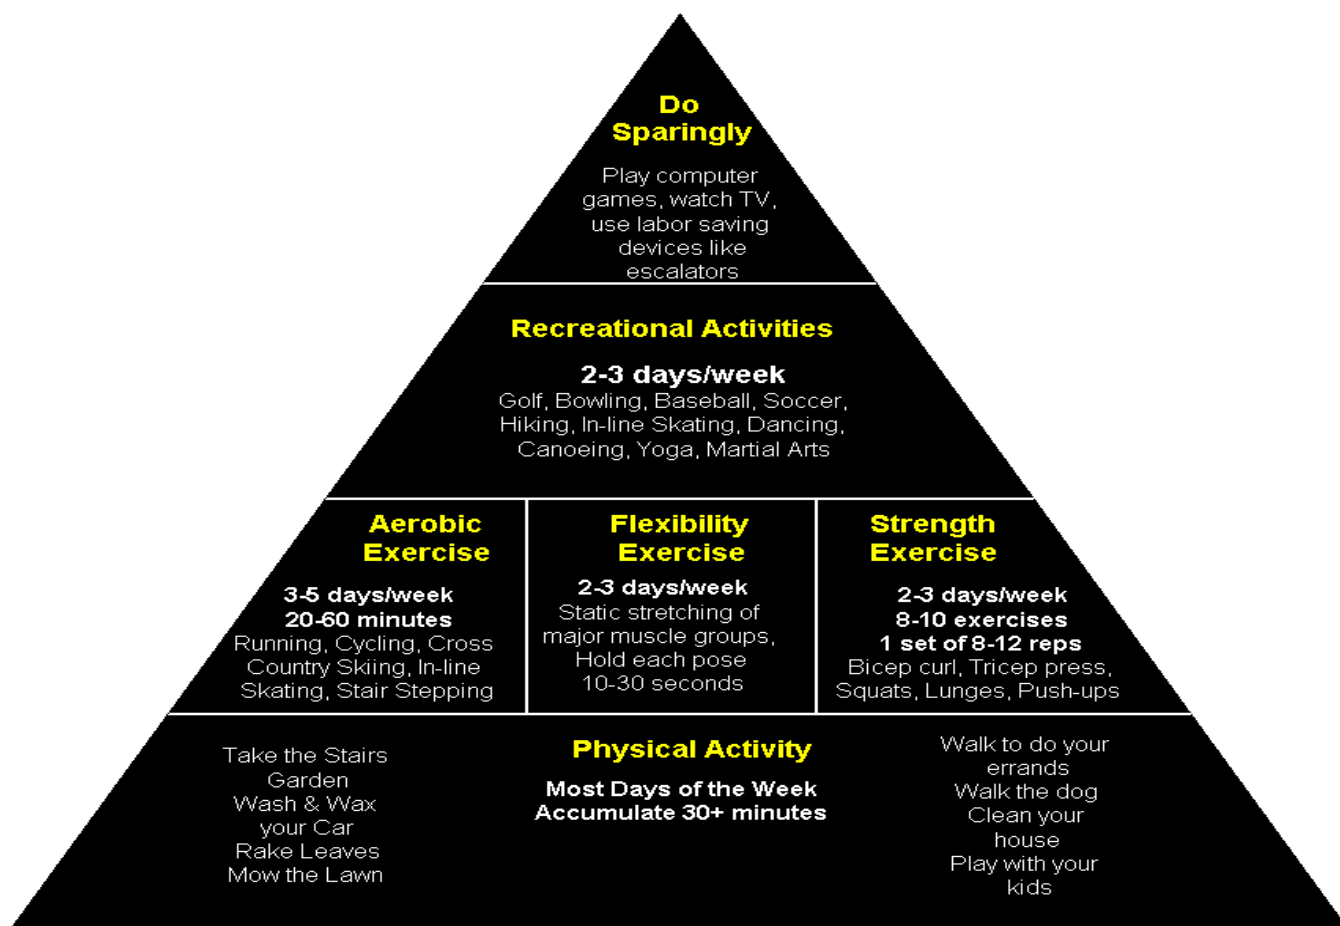 Do
Sparingly
Play computer
games, watch TV,
use labor saving
devices like
escalators
Recreational Activities
2-3 days/week
Golf, Bowling, Baseball, Soccer,
Hiking, In-line Skating, Dancing,
Canoeing, Yoga, Martial Arts
Aerobic
Exercise
3-5 days/week
20-60 minutes
Running, Cycling, Cross
Country Skiing, In-line
Skating, Stair Stepping
Flexibility
Exercise
2-3 days/week
Static stretching of
major muscle groups,
Hold each pose
10-30 seconds
Strength
Exercise
2-3 days/week
8-10 exercises
1 set of 8-12 reps
Bicep curl, Tricep press,
Squats, Lunges, Push-ups
Take the Stairs
Garden
Wash & Wax
your Car
Rake Leaves
Mow the Lawn
Physical Activity
Most Days of the Week
Accumulate 30+ minutes
Walk to do your
errands
Walk the dog
Clean your
house
Play with your
kids